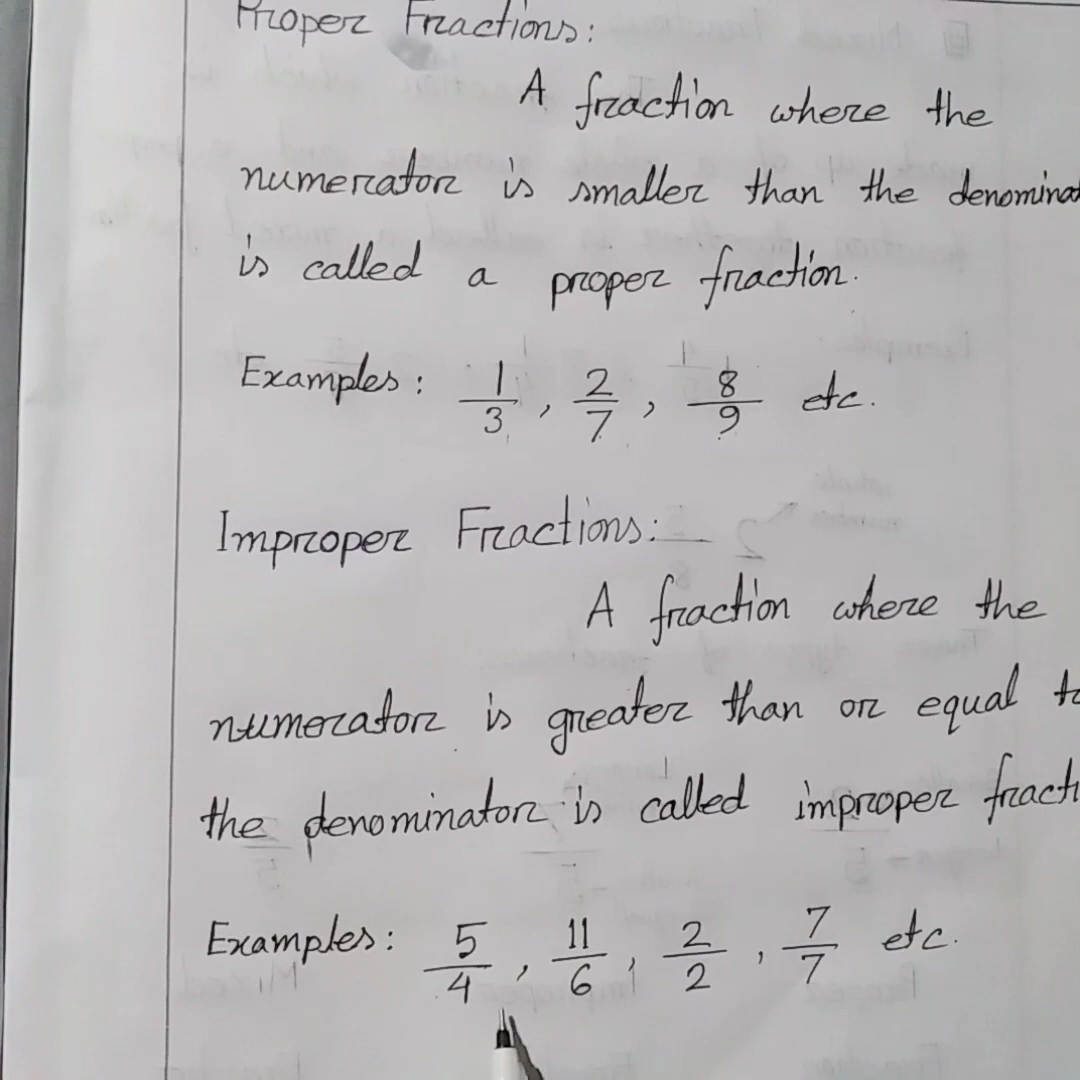 Proper Fractions:
A fraction where the
numerator is smaller than the denominat
is called a proper fraction.
Examples: 1/3, 2/7, 8/9 etc.
Improper Fractions:
A fraction where the
numerator is greater than or equal to
the denominator is called improper fracti
Examples: 5/4, 11/6, 2/2, 7/7 etc.